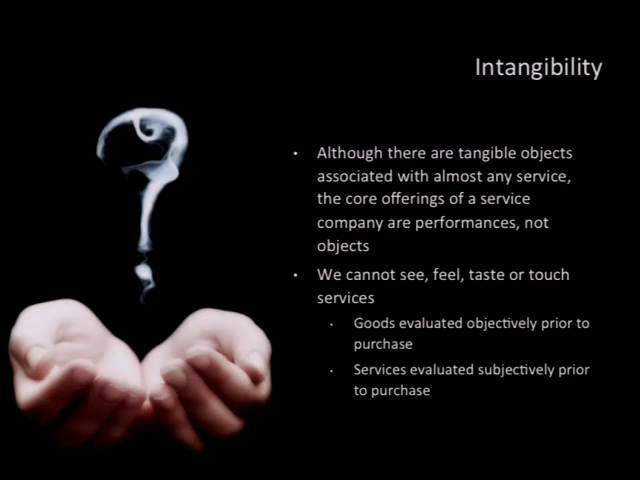 Intangibility
• Although there are tangible objects
associated with almost any service,
the core offerings of a service
company are performances, not
objects
• We cannot see, feel, taste or touch
services
• Goods evaluated objectively prior to
purchase
• Services evaluated subjectively prior
to purchase